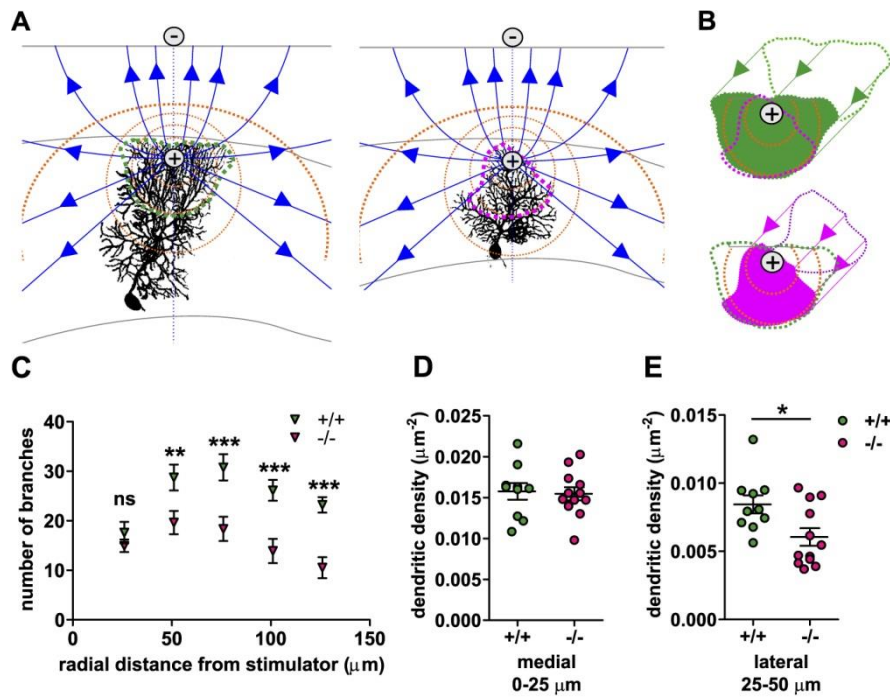 A
B
-
-
+
+
+
+
C
D
E
number of branches
40
30
20
10
0
ns
**
***
***
***
+/+
-/-
0
50
100
150
radial distance from stimulator (μm)
dendritic density (μm-2)
0.025
0.020
0.015
0.010
0.005
0.000
+/+
-/-
medial
0-25 μm
dendritic density (μm-2)
0.015
0.010
0.005
0.000
*
+/+
-/-
+/+
-/-
lateral
25-50 μm